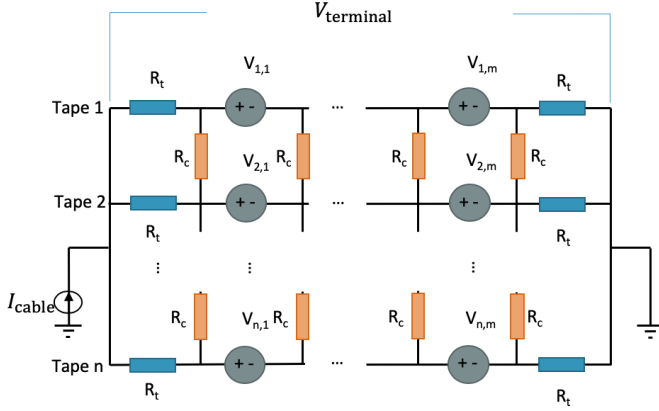 V_terminal
R_t V_1,1 V_1,m R_t
Tape 1 + - ... + -
R_c R_c R_c R_c
V_2,1 V_2,m
Tape 2 + - ... + -
R_t R_t
... ... ... ...
I_cable
R_c V_n,1 R_c R_c V_n,m R_c
Tape n + - ... + -
R_t R_t